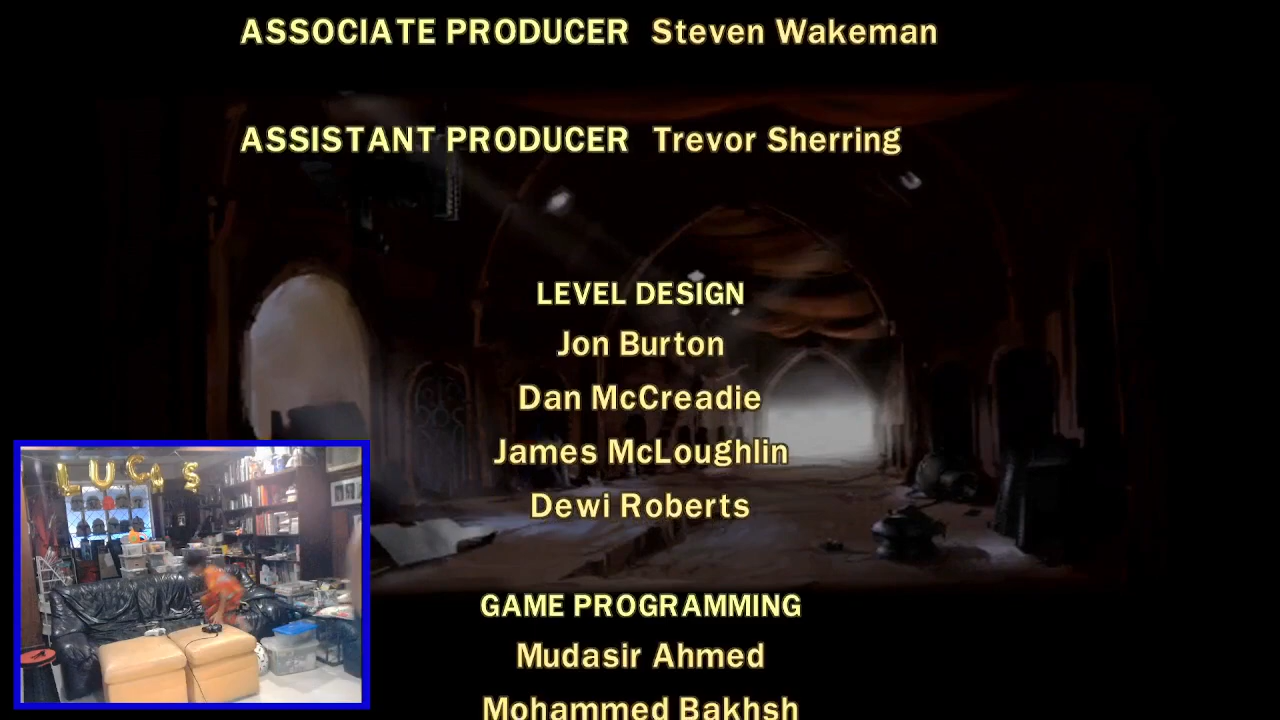 ASSOCIATE PRODUCER Steven Wakeman
ASSISTANT PRODUCER Trevor Sherring
LEVEL DESIGN
Jon Burton
Dan McCreadie
James McLoughlin
Dewi Roberts
GAME PROGRAMMING
Mudasir Ahmed
Mohammed Bakhsh
LUCAS